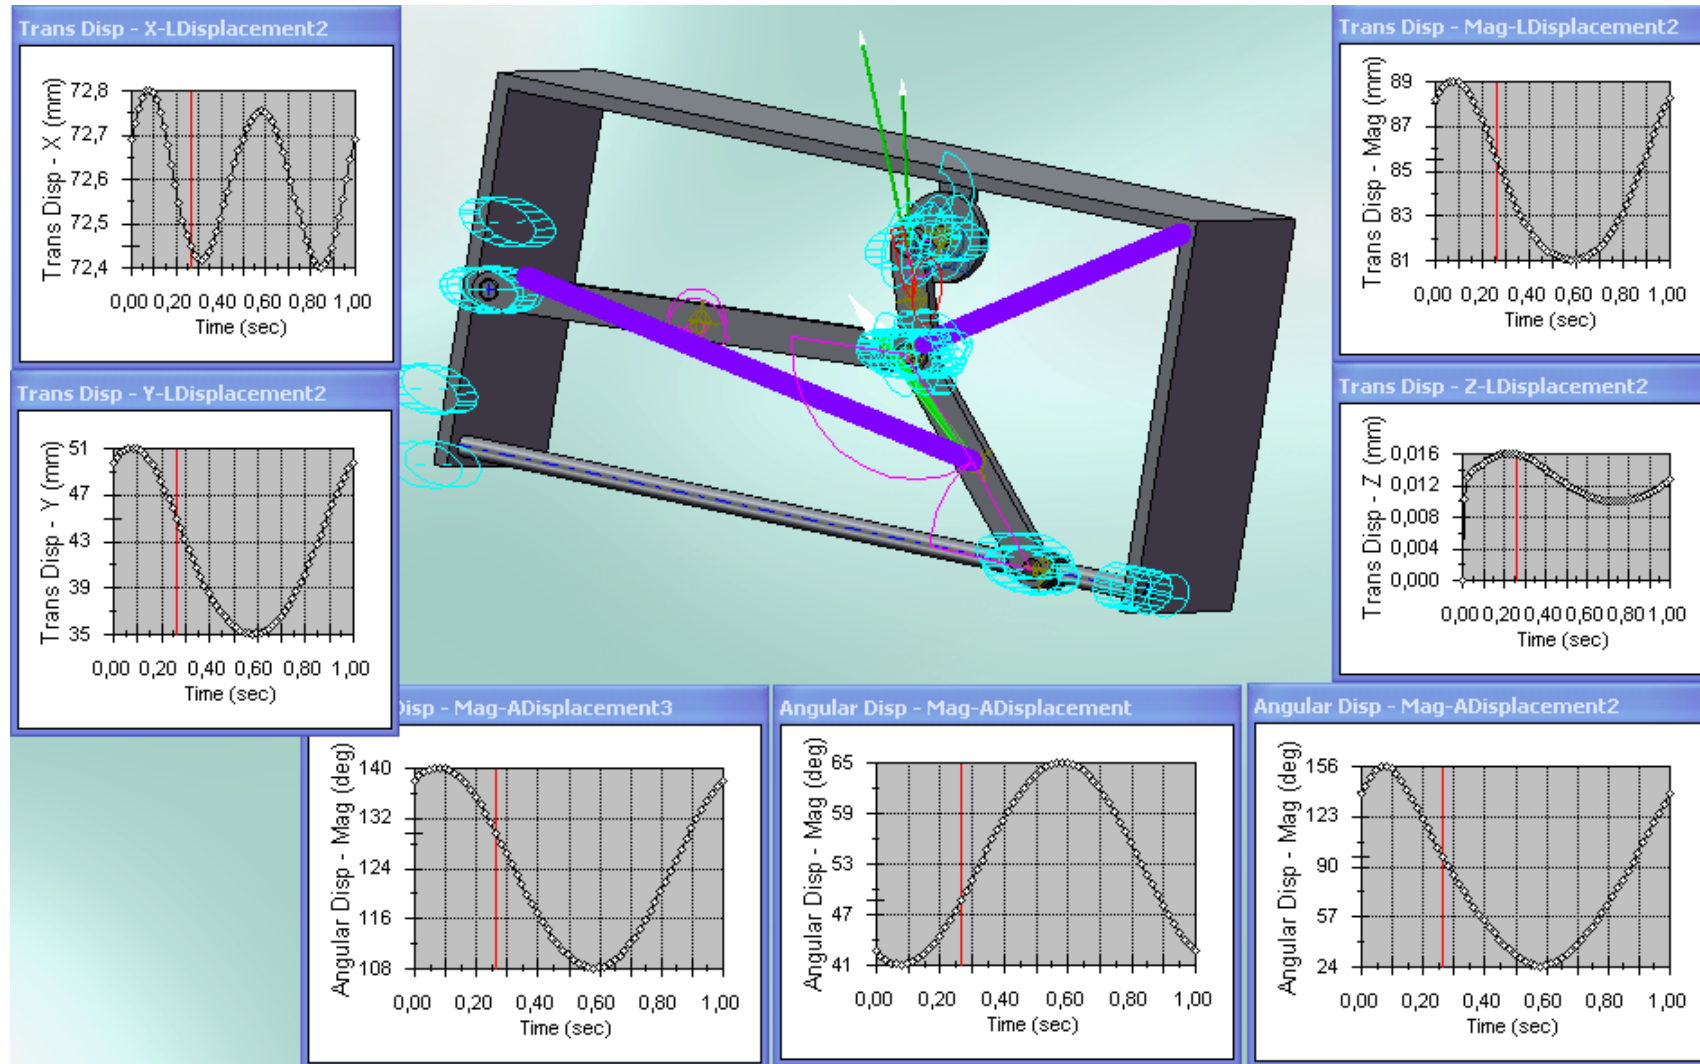 Trans Disp - X-LDisplacement2
Trans Disp - X (mm)
72,8
72,7
72,6
72,5
72,4
0,00 0,20 0,40 0,60 0,80 1,00
Time (sec)
Trans Disp - Mag-LDisplacement2
Trans Disp - Mag (mm)
89
87
85
83
81
0,00 0,20 0,40 0,60 0,80 1,00
Time (sec)
Trans Disp - Y-LDisplacement2
Trans Disp - Y (mm)
51
47
43
39
35
0,00 0,20 0,40 0,60 0,80 1,00
Time (sec)
Trans Disp - Z-LDisplacement2
Trans Disp - Z (mm)
0,016
0,012
0,008
0,004
0,000
0,00 0,20 0,40 0,60 0,80 1,00
Time (sec)
Disp - Mag-ADisplacement3
Angular Disp - Mag (deg)
140
132
124
116
108
0,00 0,20 0,40 0,60 0,80 1,00
Time (sec)
Angular Disp - Mag-ADisplacement
Angular Disp - Mag (deg)
65
59
53
47
41
0,00 0,20 0,40 0,60 0,80 1,00
Time (sec)
Angular Disp - Mag-ADisplacement2
Angular Disp - Mag (deg)
156
123
90
57
24
0,00 0,20 0,40 0,60 0,80 1,00
Time (sec)